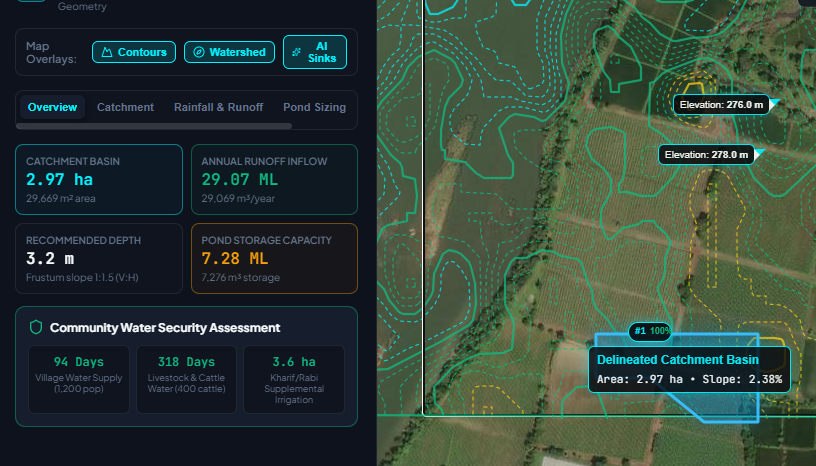 Geometry
Map
Overlays:
Contours
Watershed
AI
Sinks
Overview
Catchment
Rainfall & Runoff
Pond Sizing
CATCHMENT BASIN
2.97 ha
29,669 m² area
ANNUAL RUNOFF INFLOW
29.07 ML
29,069 m³/year
RECOMMENDED DEPTH
3.2 m
Frustum slope 1:1.5 (V:H)
POND STORAGE CAPACITY
7.28 ML
7,276 m³ storage
Community Water Security Assessment
94 Days
Village Water Supply
(1,200 pop)
318 Days
Livestock & Cattle
Water (400 cattle)
3.6 ha
Kharif/Rabi
Supplemental
Irrigation
Elevation: 276.0 m
Elevation: 278.0 m
#1 100%
Delineated Catchment Basin
Area: 2.97 ha • Slope: 2.38%